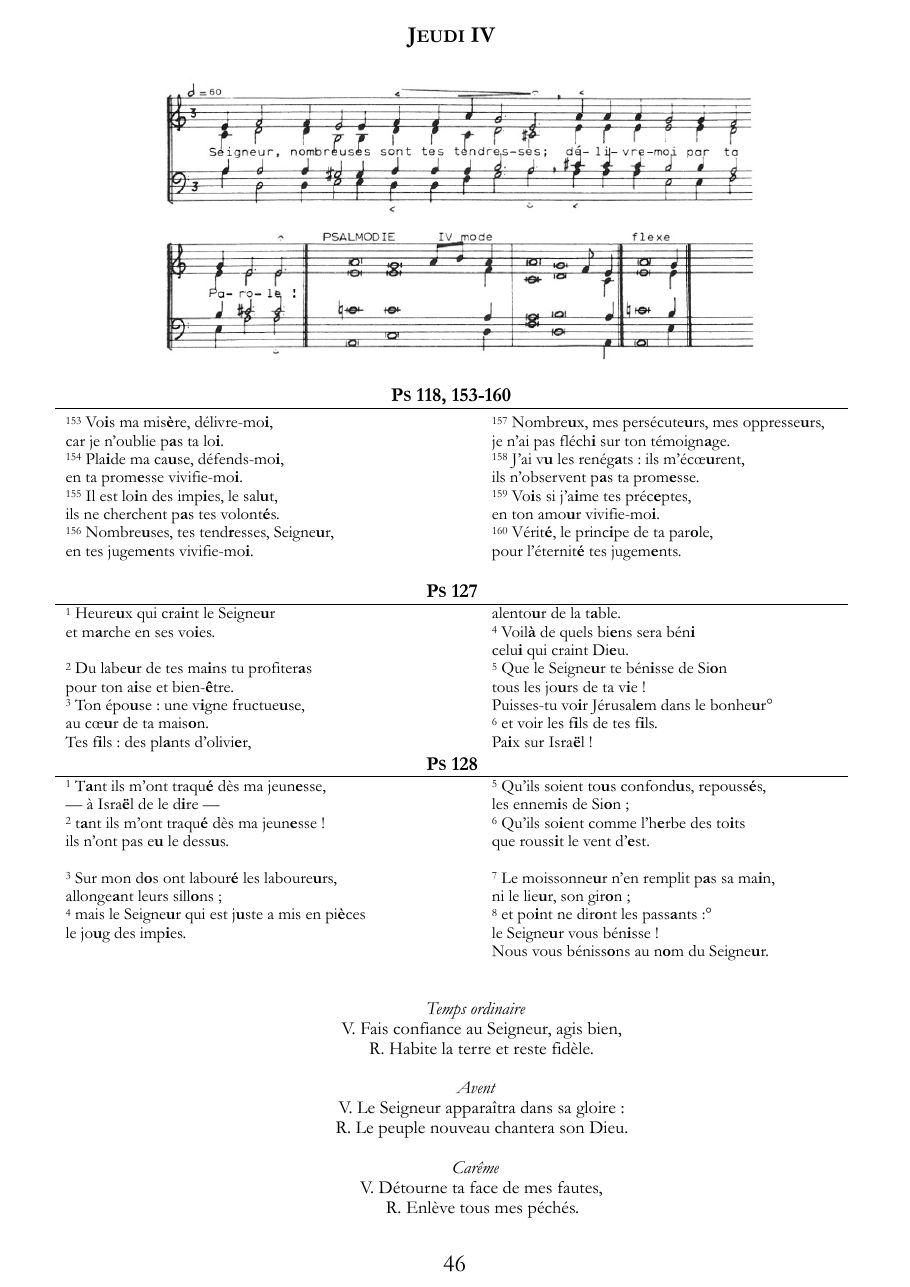 JEUDI IV
= 60
Seigneur, nombreuses sont tes tendres-ses; dé-li-vre-moi par ta
PSALMODIE IV mode flexe
Pa-ro-le !
PS 118, 153-160
153 Vois ma misère, délivre-moi,
car je n’oublie pas ta loi.
154 Plaide ma cause, défends-moi,
en ta promesse vivifie-moi.
155 Il est loin des impies, le salut,
ils ne cherchent pas tes volontés.
156 Nombreuses, tes tendresses, Seigneur,
en tes jugements vivifie-moi.
157 Nombreux, mes persécuteurs, mes oppresseurs,
je n’ai pas fléchi sur ton témoignage.
158 J’ai vu les renégats : ils m’écœurent,
ils n’observent pas ta promesse.
159 Vois si j’aime tes préceptes,
en ton amour vivifie-moi.
160 Vérité, le principe de ta parole,
pour l’éternité tes jugements.
PS 127
1 Heureux qui craint le Seigneur
et marche en ses voies.
2 Du labeur de tes mains tu profiteras
pour ton aise et bien-être.
3 Ton épouse : une vigne fructueuse,
au cœur de ta maison.
Tes fils : des plants d’olivier,
alentour de la table.
4 Voilà de quels biens sera béni
celui qui craint Dieu.
5 Que le Seigneur te bénisse de Sion
tous les jours de ta vie !
Puisses-tu voir Jérusalem dans le bonheur°
6 et voir les fils de tes fils.
Paix sur Israël !
PS 128
1 Tant ils m’ont traqué dès ma jeunesse,
— à Israël de le dire —
2 tant ils m’ont traqué dès ma jeunesse !
ils n’ont pas eu le dessus.
3 Sur mon dos ont labouré les laboureurs,
allongeant leurs sillons ;
4 mais le Seigneur qui est juste a mis en pièces
le joug des impies.
5 Qu’ils soient tous confondus, repoussés,
les ennemis de Sion ;
6 Qu’ils soient comme l’herbe des toits
que roussit le vent d’est.
7 Le moissonneur n’en remplit pas sa main,
ni le lieur, son giron ;
8 et point ne diront les passants :°
le Seigneur vous bénisse !
Nous vous bénissons au nom du Seigneur.
Temps ordinaire
V. Fais confiance au Seigneur, agis bien,
R. Habite la terre et reste fidèle.
Avent
V. Le Seigneur apparaîtra dans sa gloire :
R. Le peuple nouveau chantera son Dieu.
Carême
V. Détourne ta face de mes fautes,
R. Enlève tous mes péchés.
46